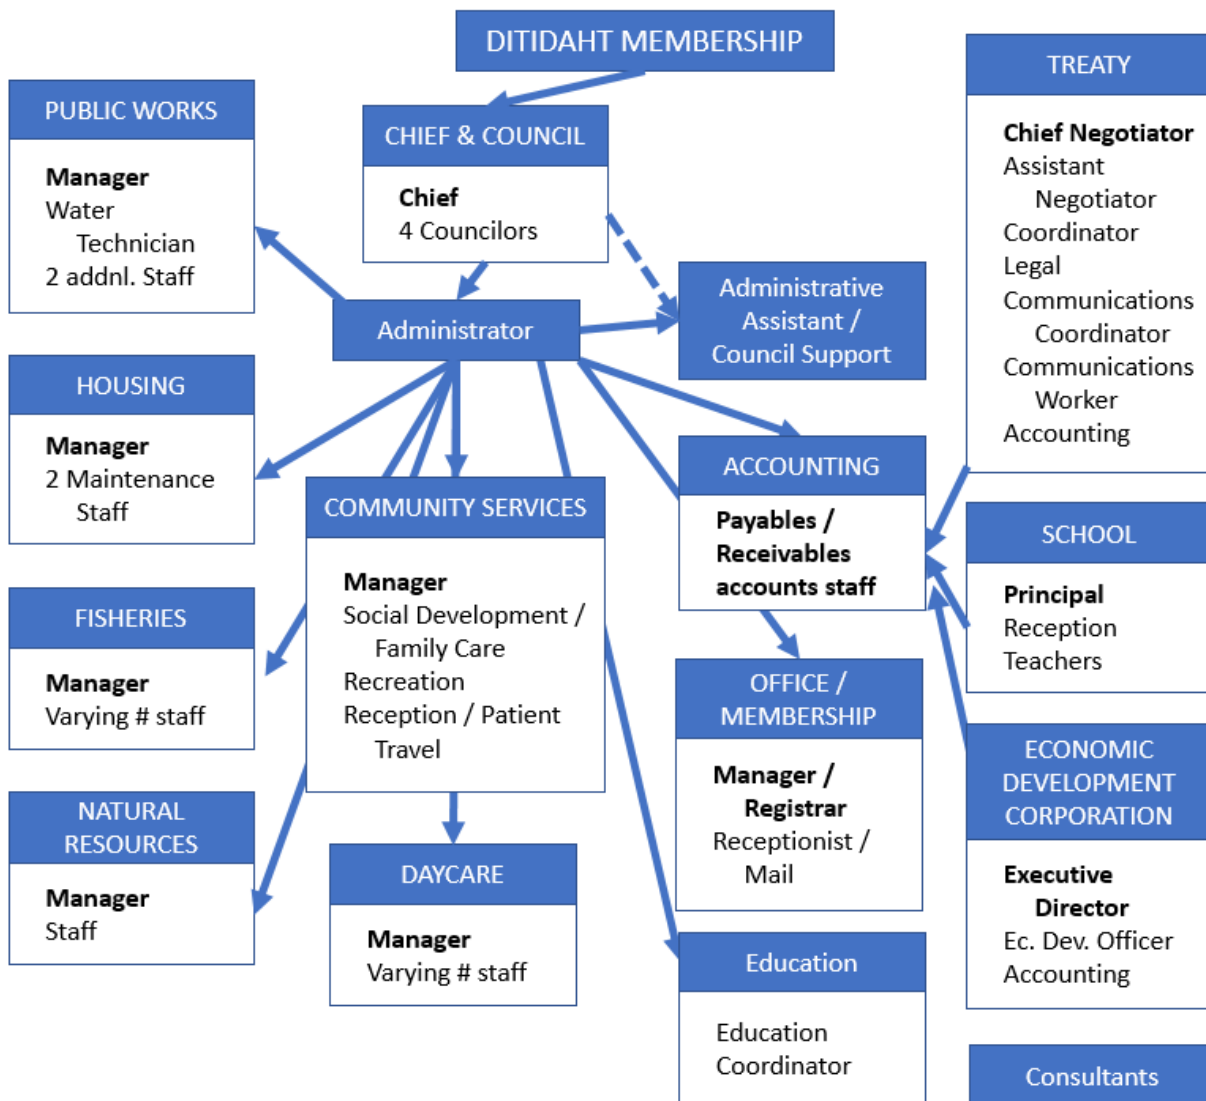 DITIDAHT MEMBERSHIP
CHIEF & COUNCIL
Chief
4 Councilors
Administrator
Administrative
Assistant /
Council Support
PUBLIC WORKS
Manager
Water
Technician
2 addnl. Staff
HOUSING
Manager
2 Maintenance
Staff
FISHERIES
Manager
Varying # staff
NATURAL
RESOURCES
Manager
Staff
COMMUNITY SERVICES
Manager
Social Development /
Family Care
Recreation
Reception / Patient
Travel
DAYCARE
Manager
Varying # staff
ACCOUNTING
Payables /
Receivables
accounts staff
OFFICE /
MEMBERSHIP
Manager /
Registrar
Receptionist /
Mail
Education
Education
Coordinator
TREATY
Chief Negotiator
Assistant
Negotiator
Coordinator
Legal
Communications
Coordinator
Communications
Worker
Accounting
SCHOOL
Principal
Reception
Teachers
ECONOMIC
DEVELOPMENT
CORPORATION
Executive
Director
Ec. Dev. Officer
Accounting
Consultants